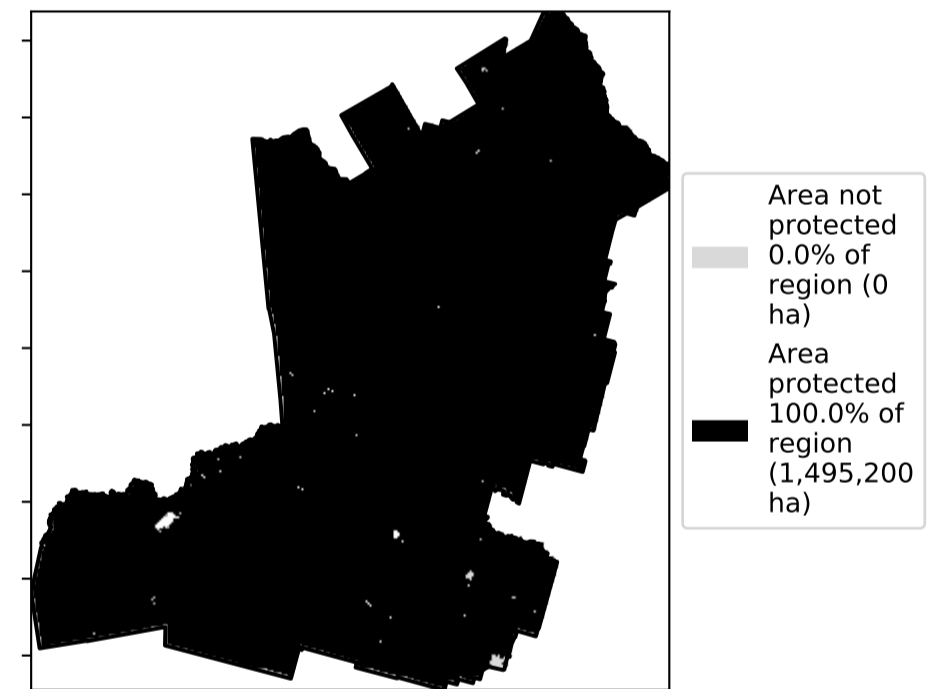 Area not
protected
0.0% of
region (0
ha)
Area
protected
100.0% of
region
(1,495,200
ha)